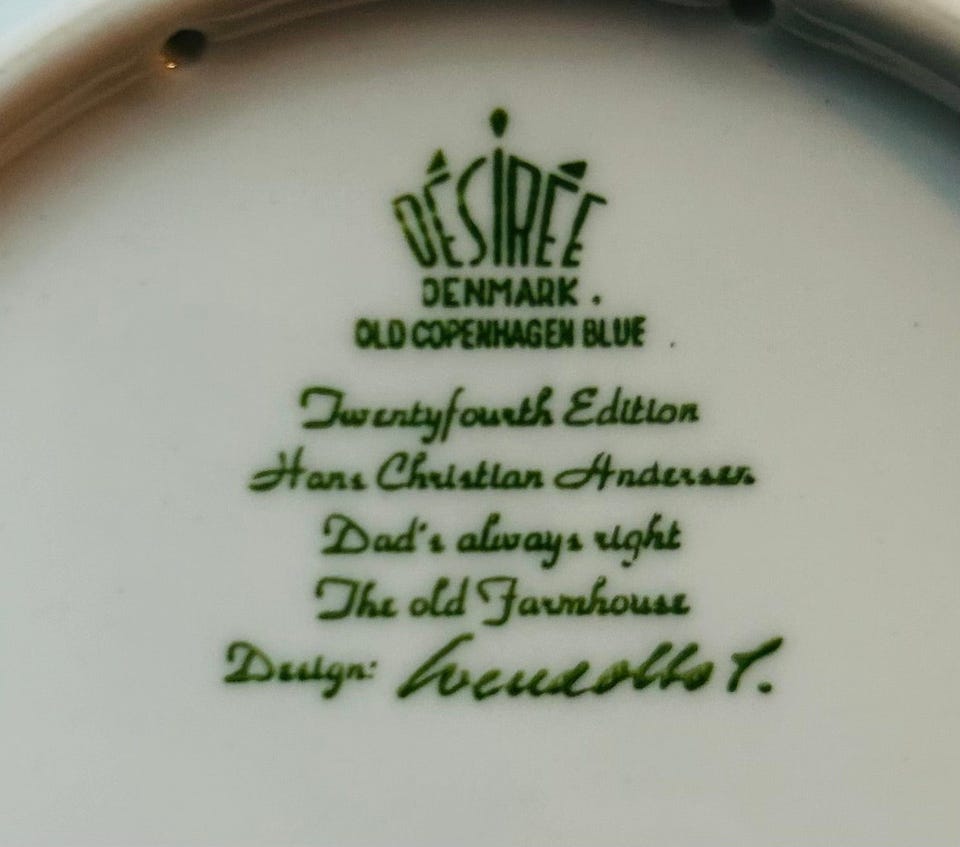 DÉSIRÉE
DENMARK.
OLD COPENHAGEN BLUE
Twentyfourth Edition
Hans Christian Andersen
Dad's always right
The old Farmhouse
Design: